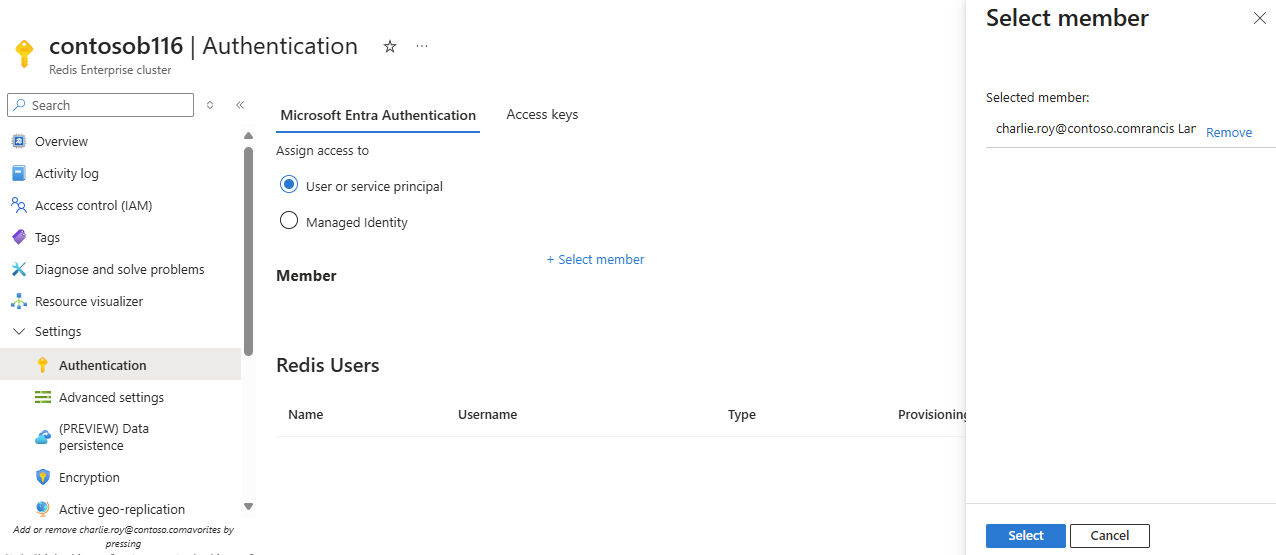 contosob116 | Authentication
Redis Enterprise cluster
Search
Overview
Activity log
Access control (IAM)
Tags
Diagnose and solve problems
Resource visualizer
Settings
Authentication
Advanced settings
(PREVIEW) Data
persistence
Encryption
Active geo-replication
Add or remove charlie.roy@contoso.comavorites by
pressing
Microsoft Entra Authentication
Access keys
Assign access to
User or service principal
Managed Identity
Member
+ Select member
Redis Users
Name Username Type Provisioning
Select member
Selected member:
charlie.roy@contoso.comrancis Lar
Remove
Select
Cancel